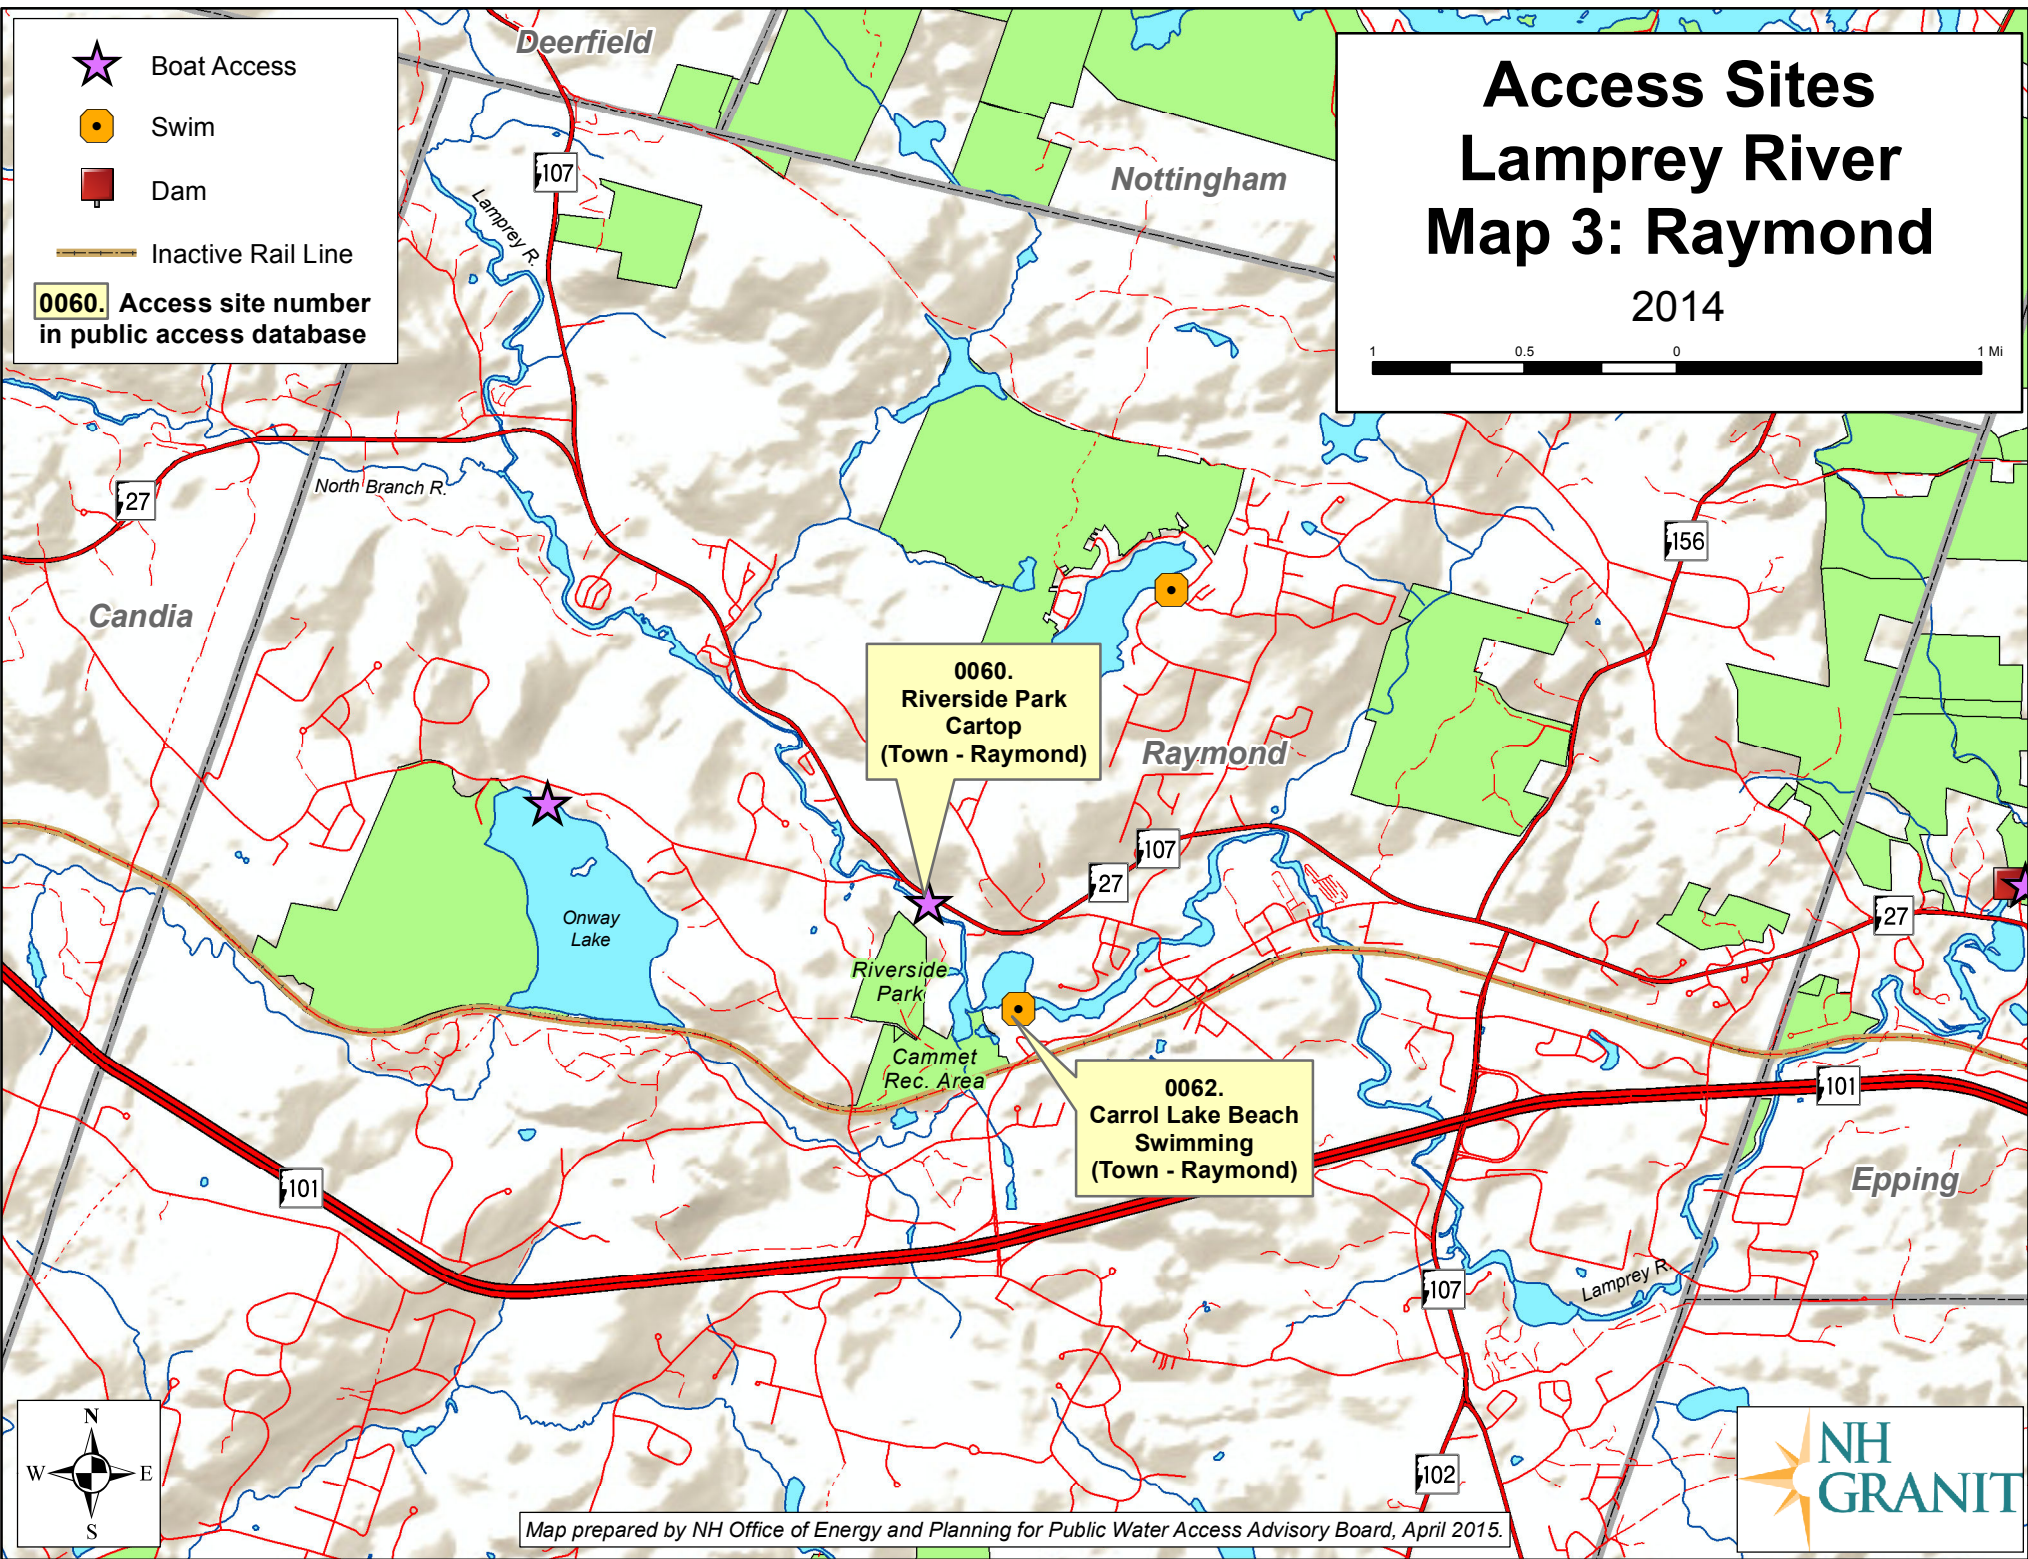 Boat Access
Swim
Dam
Inactive Rail Line
0060. Access site number
in public access database
Access Sites
Lamprey River
Map 3: Raymond
2014
1 0.5 0 1 Mi
Deerfield
Nottingham
107
Lamprey R.
27
North Branch R.
156
Candia
0060.
Riverside Park
Cartop
(Town - Raymond)
Raymond
107
27
27
Onway
Lake
Riverside
Park
Cammet
Rec. Area
0062.
Carrol Lake Beach
Swimming
(Town - Raymond)
101
101
Epping
107
Lamprey R.
102
N
W E
S
Map prepared by NH Office of Energy and Planning for Public Water Access Advisory Board, April 2015.
NH
GRANIT